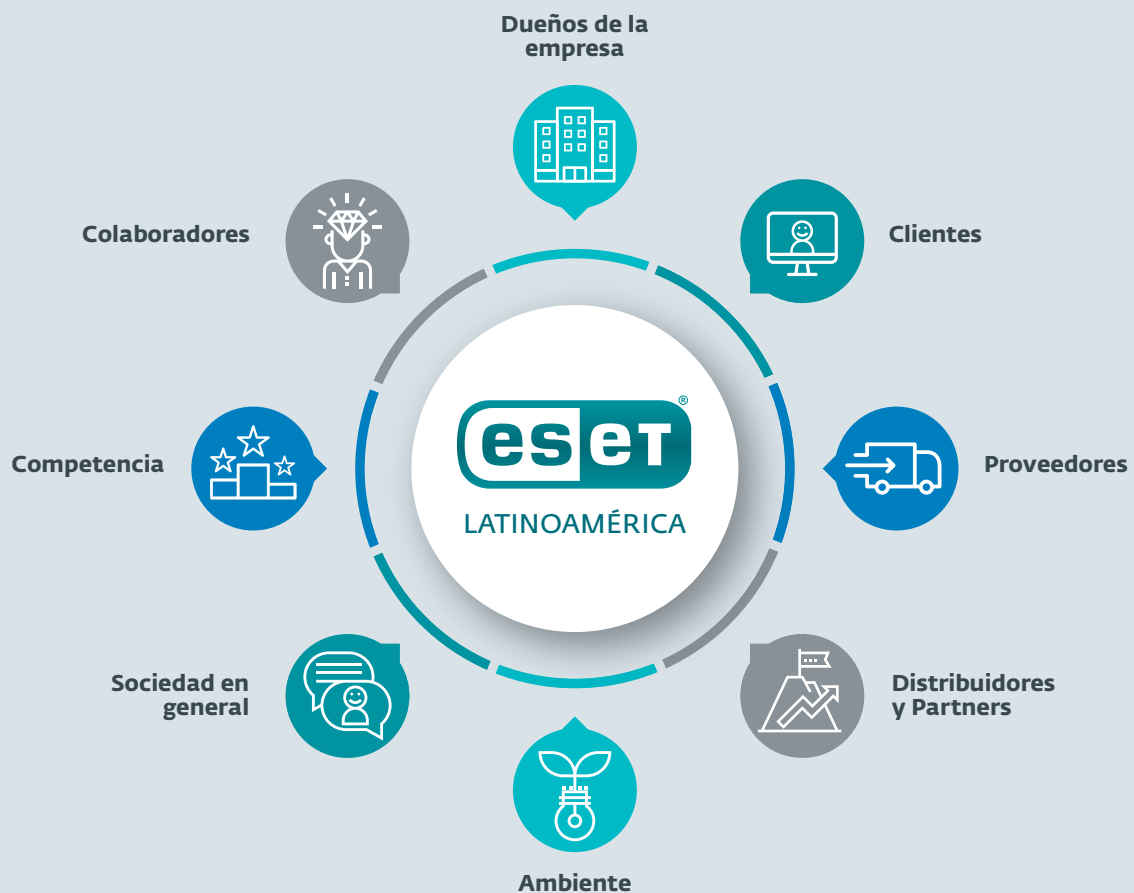 Dueños de la
empresa
Colaboradores
Clientes
eseT®
LATINOAMÉRICA
Competencia
Proveedores
Sociedad en
general
Distribuidores
y Partners
Ambiente